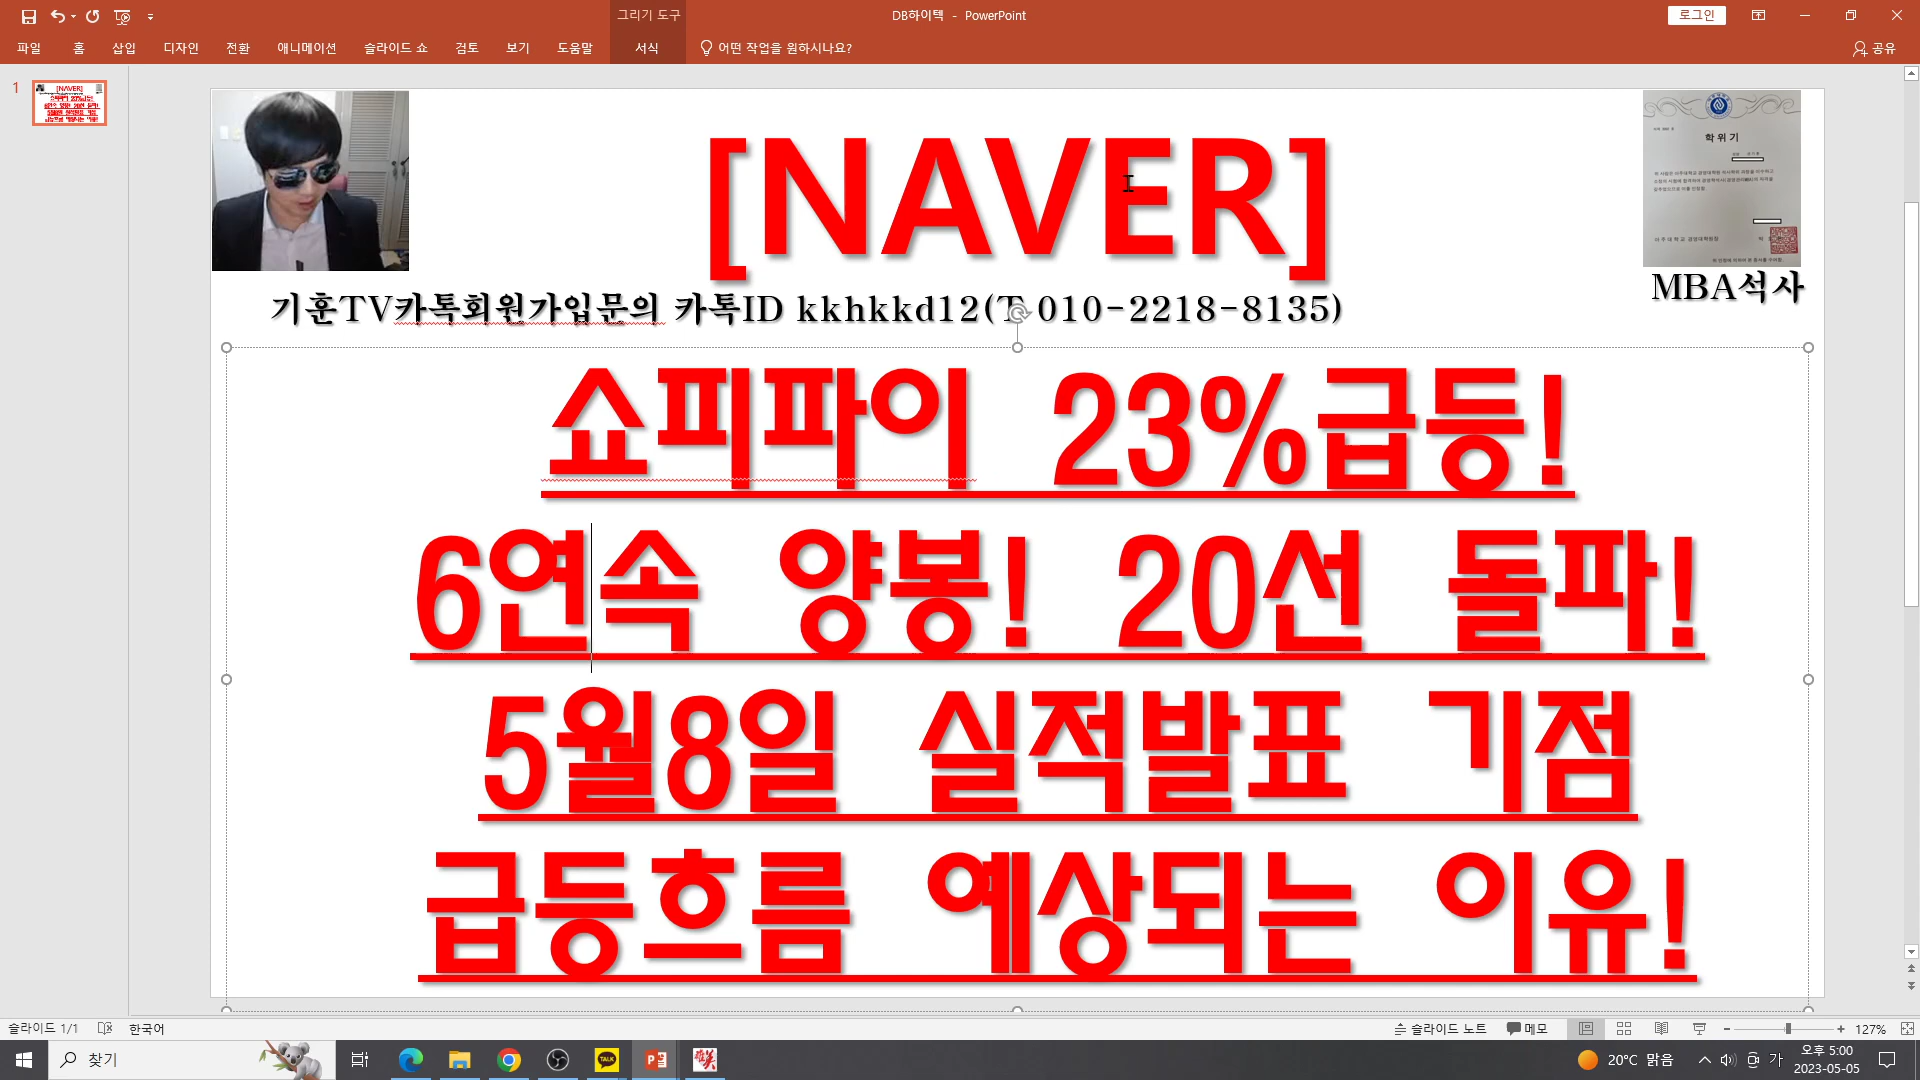 그리기 도구
DB하이텍 - PowerPoint
로그인
파일 홈 삽입 디자인 전환 애니메이션 슬라이드 쇼 검토 보기 도움말 서식 어떤 작업을 원하시나요? 공유
1
[NAVER]
학위기
MBA석사
기훈TV카톡회원가입문의 카톡ID kkhkkd12(T 010-2218-8135)
쇼피파이 23%급등!
6연속 양봉! 20선 돌파!
5월8일 실적발표 기점
급등흐름 예상되는 이유!
슬라이드 1/1 한국어 슬라이드 노트 메모 127%
찾기
TALK
20°C 맑음 가 오후 5:00
2023-05-05